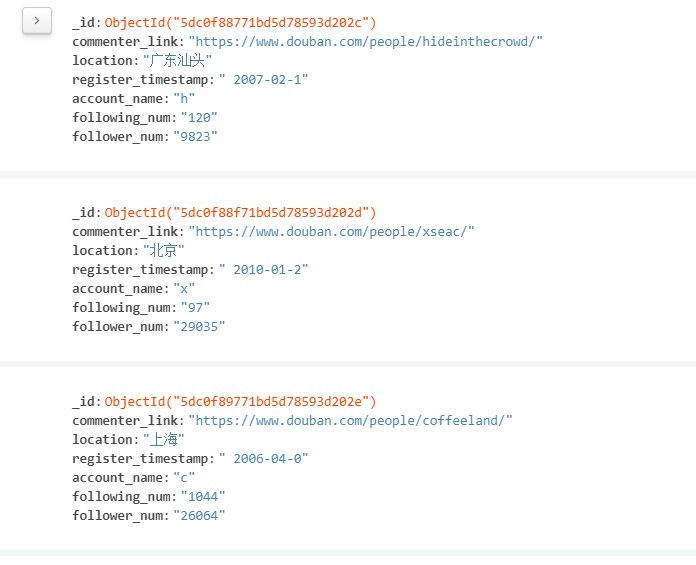 _id: ObjectId("5dc0f88771bd5d78593d202c")
commenter_link: "https://www.douban.com/people/hideinthecrowd/"
location: "广东汕头"
register_timestamp: " 2007-02-1"
account_name: "h"
following_num: "120"
follower_num: "9823"
_id: ObjectId("5dc0f88f71bd5d78593d202d")
commenter_link: "https://www.douban.com/people/xseac/"
location: "北京"
register_timestamp: " 2010-01-2"
account_name: "x"
following_num: "97"
follower_num: "29035"
_id: ObjectId("5dc0f89771bd5d78593d202e")
commenter_link: "https://www.douban.com/people/coffeeland/"
location: "上海"
register_timestamp: " 2006-04-0"
account_name: "c"
following_num: "1044"
follower_num: "26064"